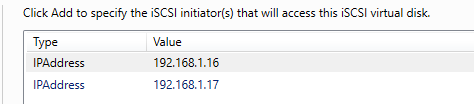 Click Add to specify the iSCSI initiator(s) that will access this iSCSI virtual disk.
Type Value
IPAddress 192.168.1.16
IPAddress 192.168.1.17